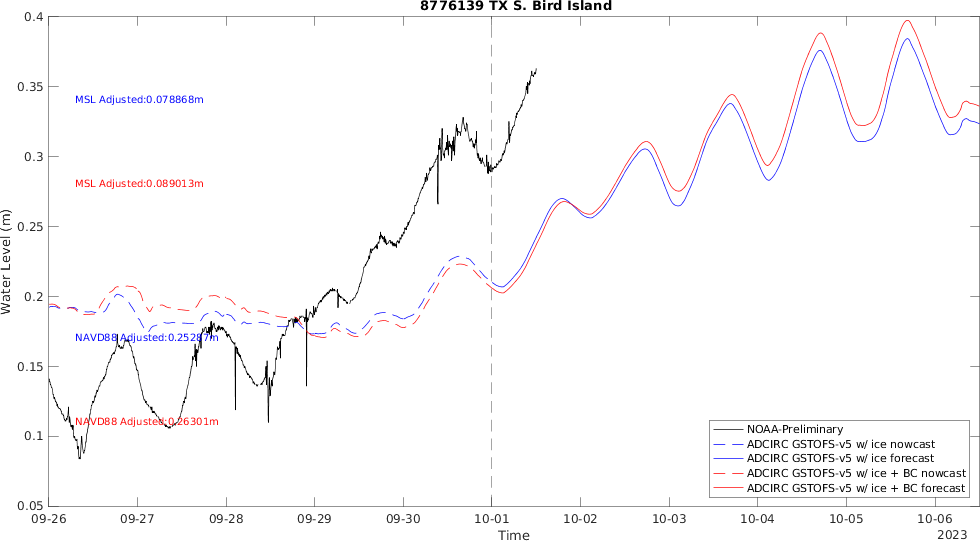 8776139 TX S. Bird Island
0.4
0.35
0.3
0.25
0.2
0.15
0.1
0.05
Water Level (m)
MSL Adjusted:0.078868m
MSL Adjusted:0.089013m
NAVD88 Adjusted:0.25287m
NAVD88 Adjusted:0.26301m
NOAA-Preliminary
ADCIRC GSTOFS-v5 w/ ice nowcast
ADCIRC GSTOFS-v5 w/ ice forecast
ADCIRC GSTOFS-v5 w/ ice + BC nowcast
ADCIRC GSTOFS-v5 w/ ice + BC forecast
09-26 09-27 09-28 09-29 09-30 10-01 10-02 10-03 10-04 10-05 10-06
Time
2023